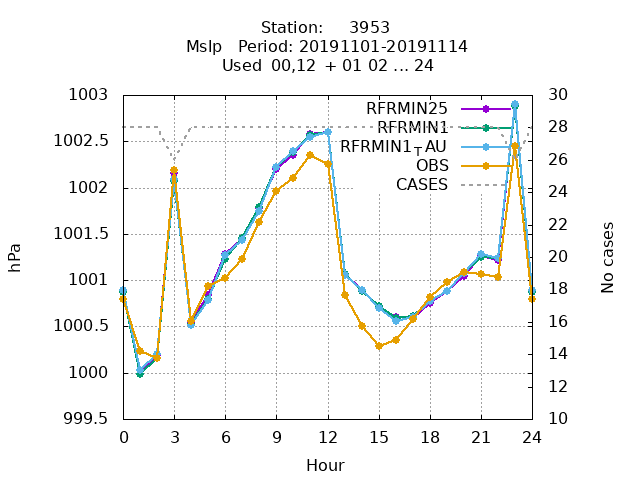 Station: 3953
Mslp Period: 20191101-20191114
Used 00,12 + 01 02 ... 24
1003
1002.5
1002
1001.5
1001
1000.5
1000
999.5
hPa
30
28
26
24
22
20
18
16
14
12
10
No cases
RFRMIN25
RFRMIN1
RFRMIN1TAU
OBS
CASES
0 3 6 9 12 15 18 21 24
Hour